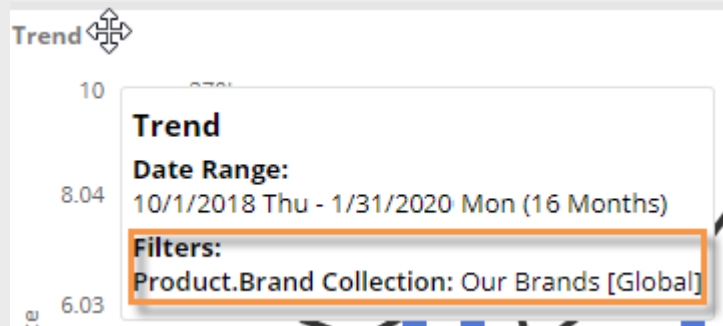 Trend
10
Trend
Date Range:
8.04
10/1/2018 Thu - 1/31/2020 Mon (16 Months)
Filters:
Product.Brand Collection: Our Brands [Global]
6.03